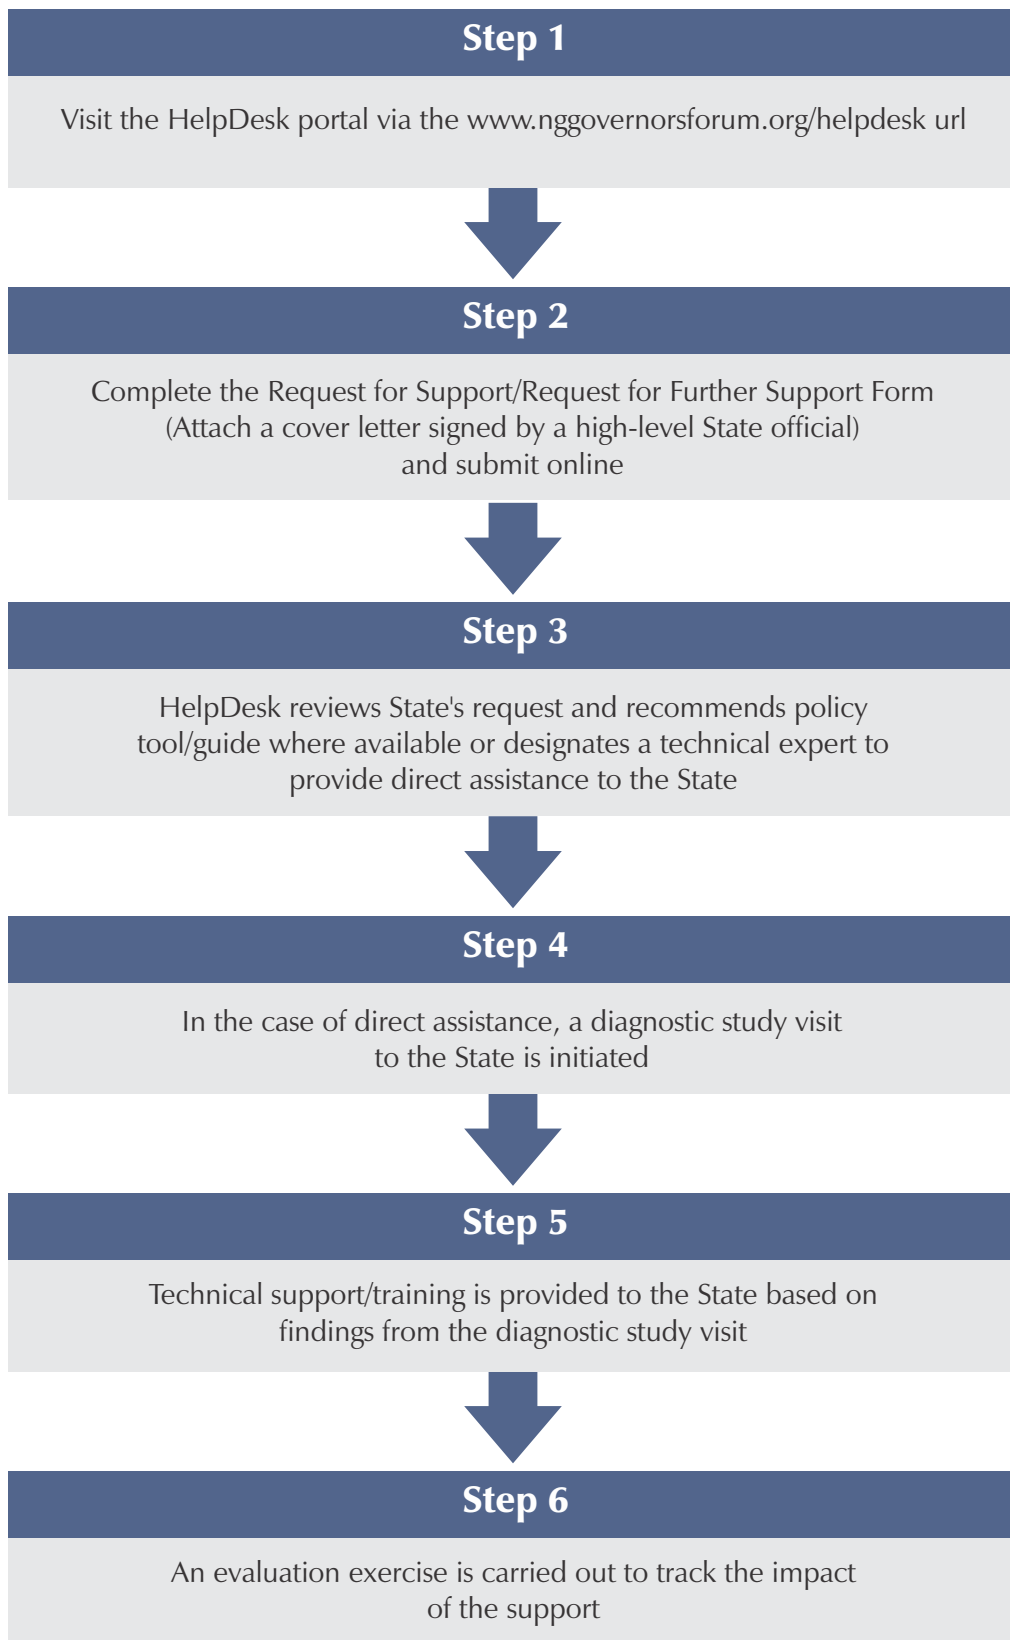 Step 1
Visit the HelpDesk portal via the www.nggovernorsforum.org/helpdesk url
Step 2
Complete the Request for Support/Request for Further Support Form
(Attach a cover letter signed by a high-level State official)
and submit online
Step 3
HelpDesk reviews State's request and recommends policy
tool/guide where available or designates a technical expert to
provide direct assistance to the State
Step 4
In the case of direct assistance, a diagnostic study visit
to the State is initiated
Step 5
Technical support/training is provided to the State based on
findings from the diagnostic study visit
Step 6
An evaluation exercise is carried out to track the impact
of the support